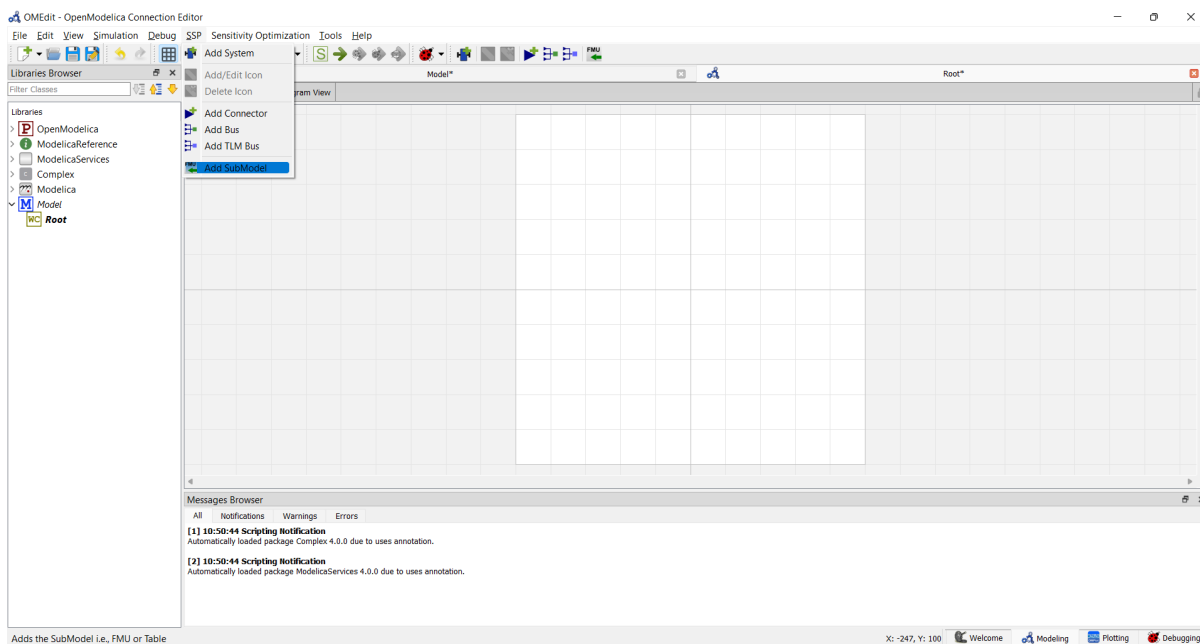 OMEdit - OpenModelica Connection Editor
File Edit View Simulation Debug SSP Sensitivity Optimization Tools Help
S
FMU
Libraries Browser
Model*
Root*
Filter Classes
gram View
Add System
Add/Edit Icon
Delete Icon
Add Connector
Add Bus
Add TLM Bus
Add SubModel
Libraries
P OpenModelica
i ModelicaReference
ModelicaServices
C Complex
Modelica
M Model
WC Root
Messages Browser
All Notifications Warnings Errors
[1] 10:50:44 Scripting Notification
Automatically loaded package Complex 4.0.0 due to uses annotation.
[2] 10:50:44 Scripting Notification
Automatically loaded package ModelicaServices 4.0.0 due to uses annotation.
Adds the SubModel i.e., FMU or Table
X: -247, Y: 100 Welcome Modeling Plotting Debugging